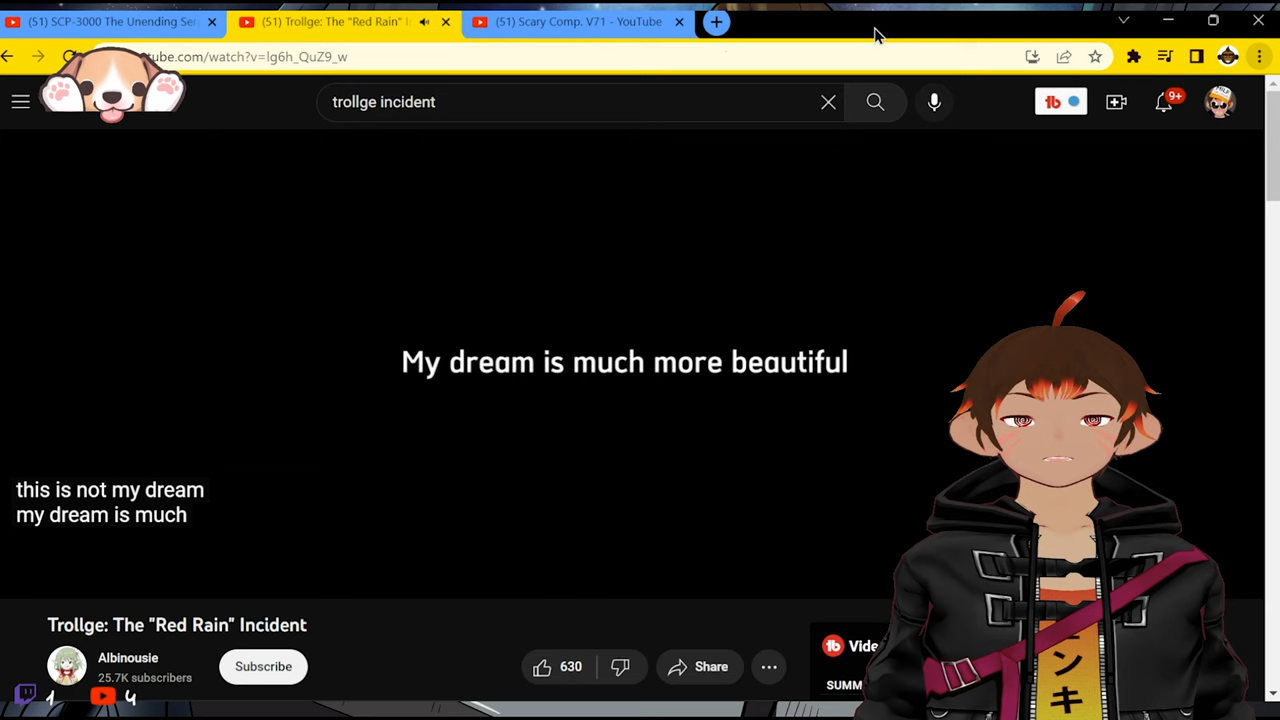 (51) SCP-3000 The Unending Ser
(51) Trollge: The "Red Rain" I
(51) Scary Comp. V71 - YouTube
tube.com/watch?v=lg6h_QuZ9_w
trollge incident
9+
My dream is much more beautiful
this is not my dream
my dream is much
Trollge: The "Red Rain" Incident
Albinousie
25.7K subscribers
Subscribe
630
Share
Vide
SUMM
1
4
ンキ